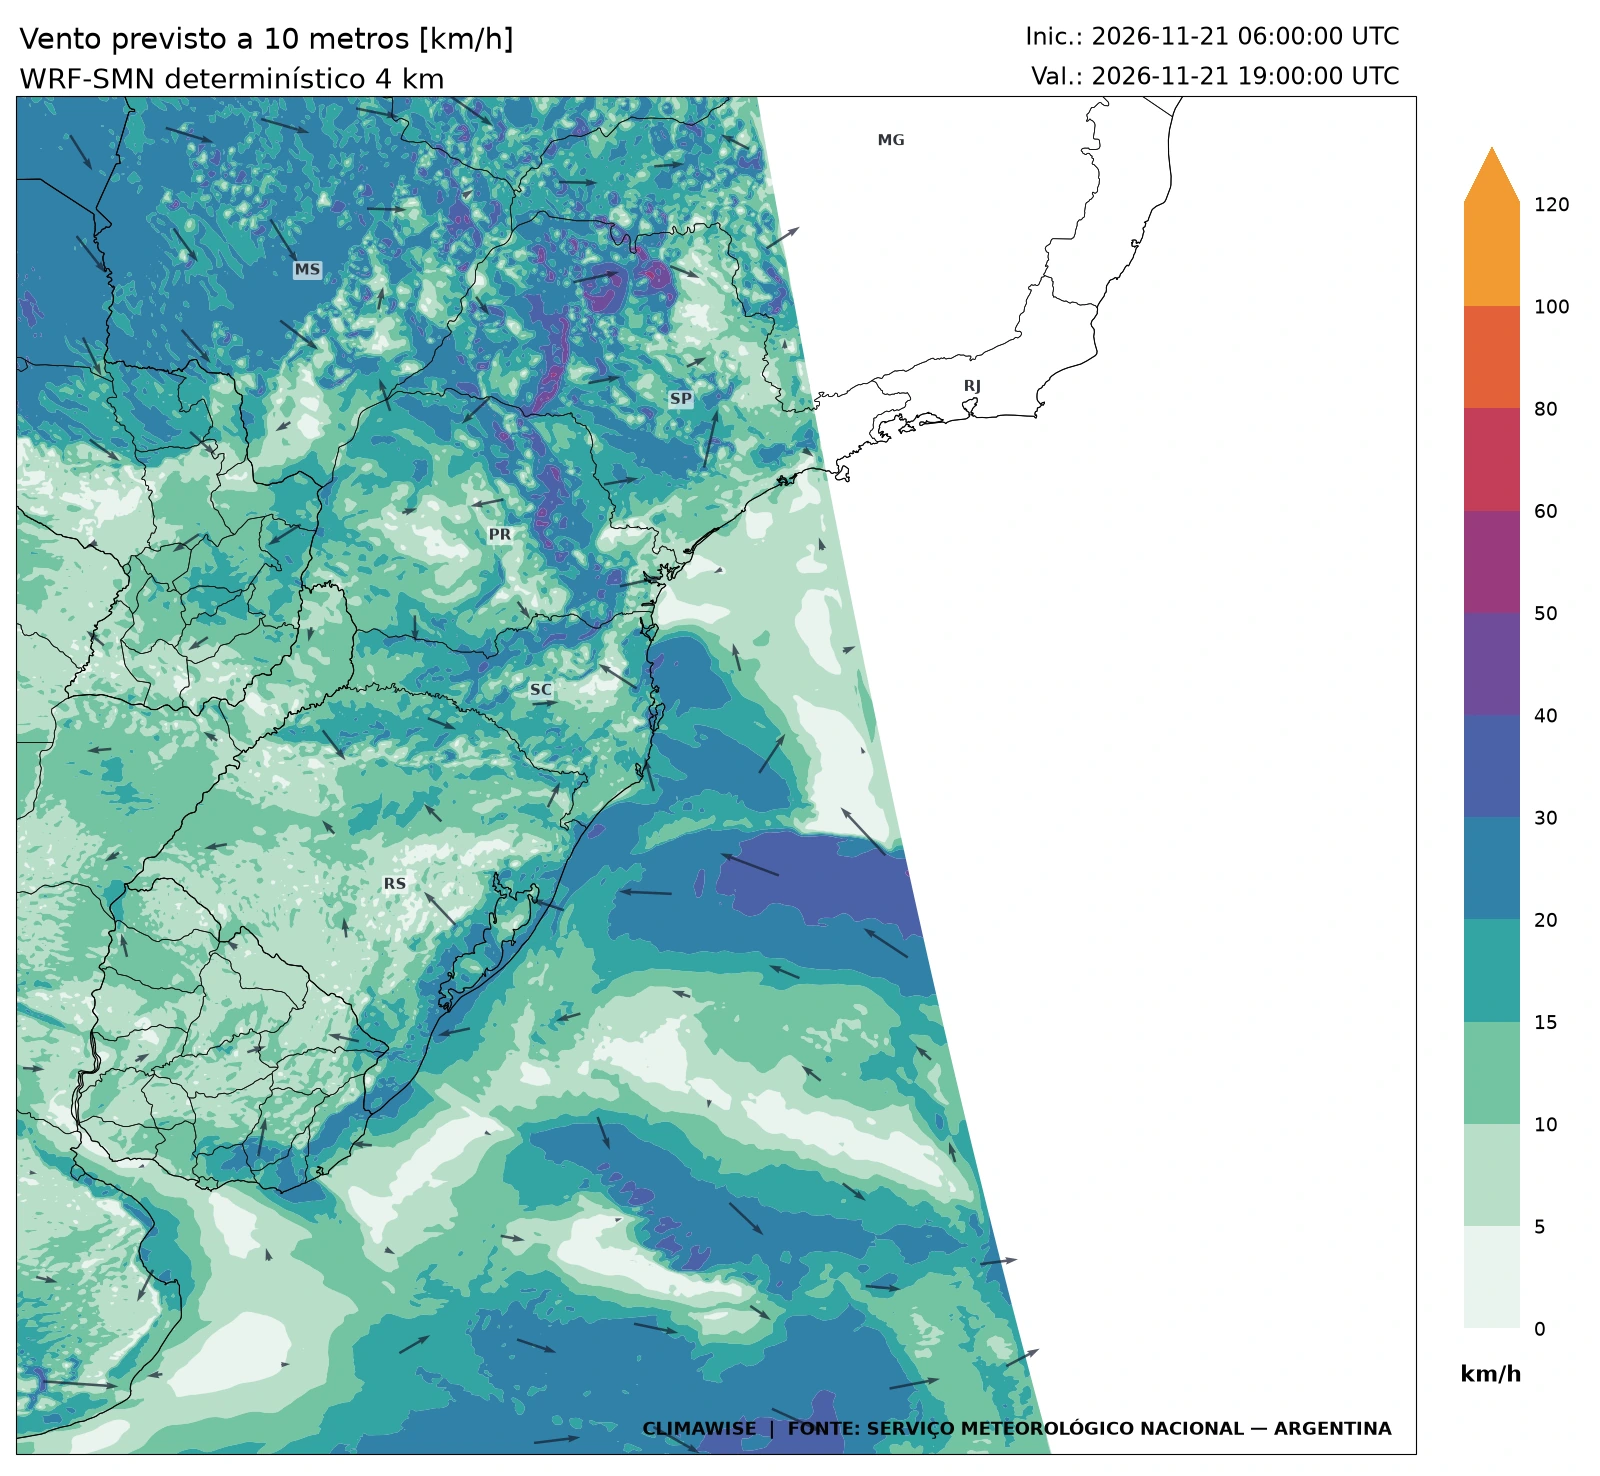 Vento previsto a 10 metros [km/h]
WRF-SMN determinístico 4 km
Inic.: 2026-11-21 06:00:00 UTC
Val.: 2026-11-21 19:00:00 UTC
MG
MS
RJ
SP
PR
SC
RS
120
100
80
60
50
40
30
20
15
10
5
0
km/h
CLIMAWISE | FONTE: SERVIÇO METEOROLÓGICO NACIONAL — ARGENTINA